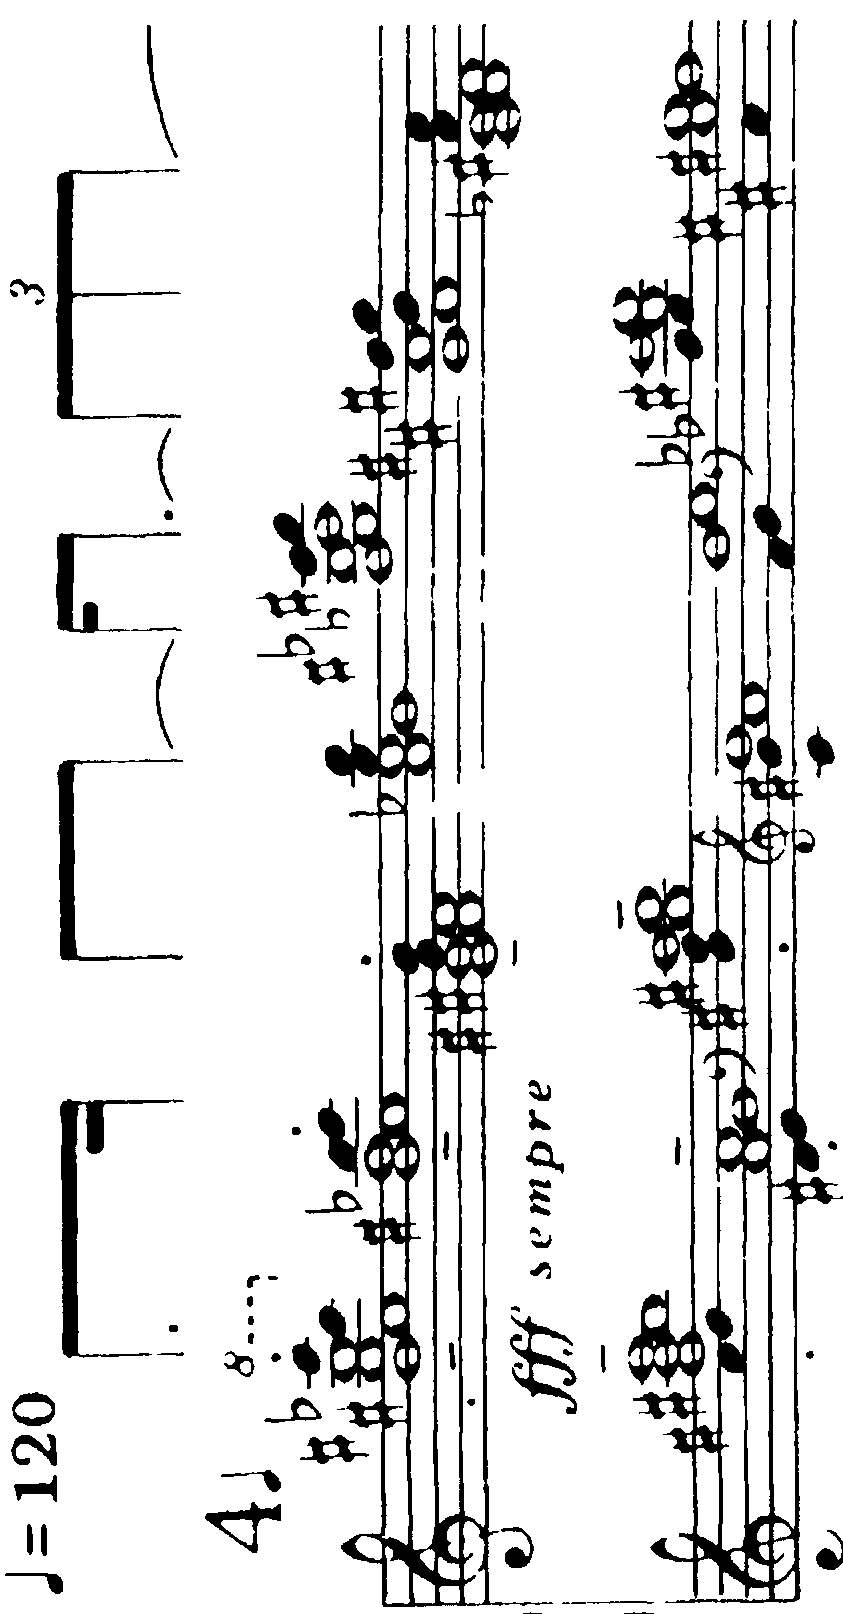 ♩ = 120
3
4♩
8
fff sempre